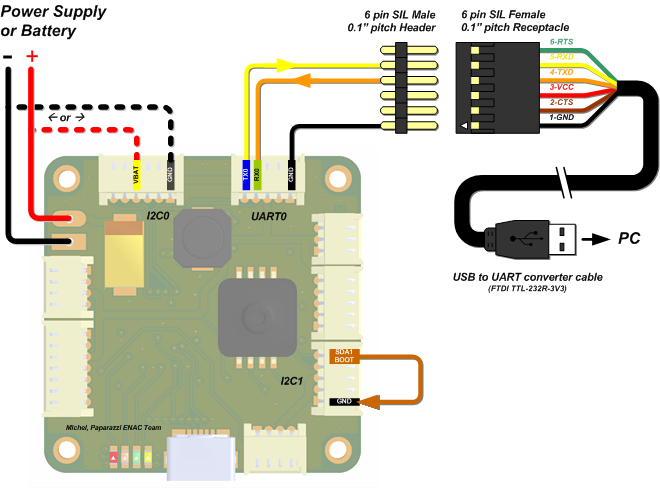 Power Supply
or Battery
- +
← or →
6 pin SIL Male
0.1" pitch Header
6 pin SIL Female
0.1" pitch Receptacle
6-RTS
5-RXD
4-TXD
3-VCC
2-CTS
1-GND
VBAT
GND
TX0
RX0
GND
I2C0
UART0
PC
USB to UART converter cable
(FTDI TTL-232R-3V3)
SDA1
BOOT
I2C1
GND
Michel, Paparazzi ENAC Team